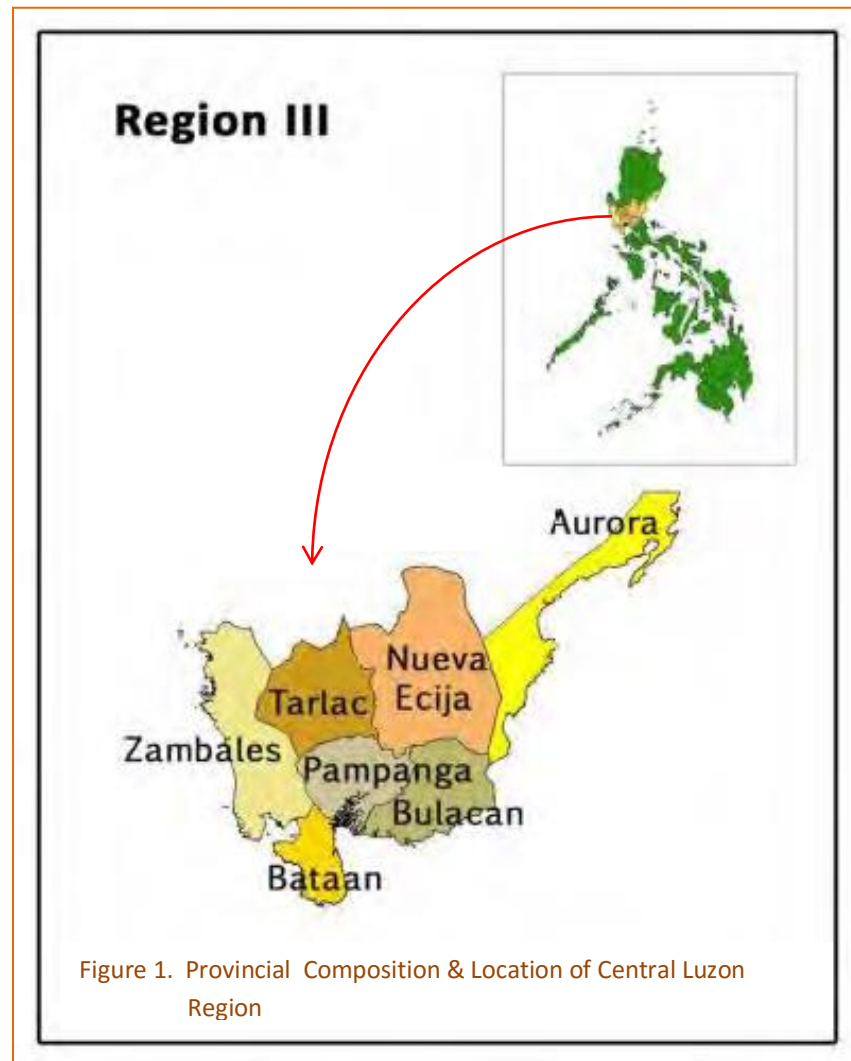 Region III
Aurora
Nueva
Ecija
Tarlac
Zambales
Pampanga
Bulacan
Bataan
Figure 1. Provincial Composition & Location of Central Luzon
Region